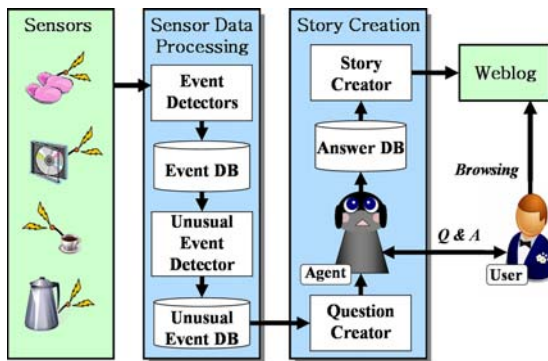 Sensors
Sensor Data
Processing
Event
Detectors
Event DB
Unusual
Event
Detector
Unusual
Event DB
Story Creation
Story
Creator
Answer DB
Agent
Question
Creator
Weblog
Browsing
Q & A
User